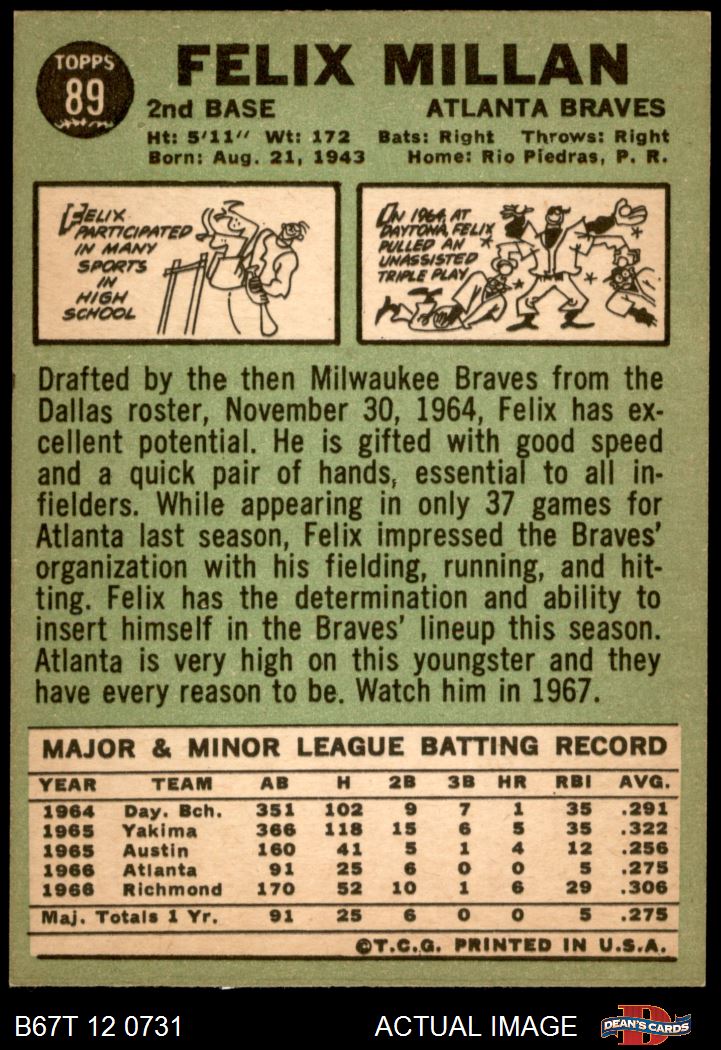 TOPPS
89
FELIX MILLAN
2nd BASE ATLANTA BRAVES
Ht: 5'11" Wt: 172 Bats: Right Throws: Right
Born: Aug. 21, 1943 Home: Rio Piedras, P. R.
FELIX
PARTICIPATED
IN MANY
SPORTS
IN
HIGH
SCHOOL
IN 1964, AT
DAYTONA, FELIX
PULLED AN
UNASSISTED
TRIPLE PLAY
Drafted by the then Milwaukee Braves from the
Dallas roster, November 30, 1964, Felix has ex-
cellent potential. He is gifted with good speed
and a quick pair of hands, essential to all in-
fielders. While appearing in only 37 games for
Atlanta last season, Felix impressed the Braves'
organization with his fielding, running, and hit-
ting. Felix has the determination and ability to
insert himself in the Braves' lineup this season.
Atlanta is very high on this youngster and they
have every reason to be. Watch him in 1967.
MAJOR & MINOR LEAGUE BATTING RECORD
YEAR TEAM AB H 2B 3B HR RBI AVG.
1964 Day. Bch. 351 102 9 7 1 35 .291
1965 Yakima 366 118 15 6 5 35 .322
1965 Austin 160 41 5 1 4 12 .256
1966 Atlanta 91 25 6 0 0 5 .275
1966 Richmond 170 52 10 1 6 29 .306
Maj. Totals 1 Yr. 91 25 6 0 0 5 .275
©T.C.G. PRINTED IN U.S.A.
B67T 12 0731 ACTUAL IMAGE
D
DEAN'S CARDS